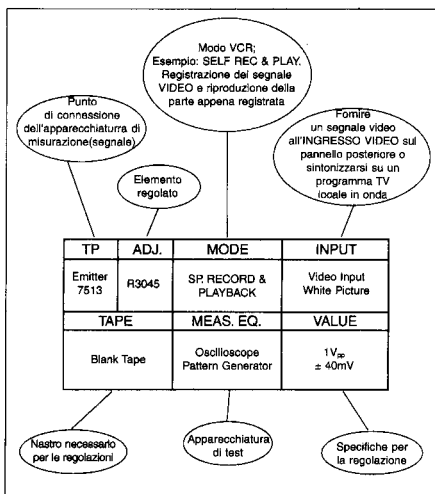 Modo VCR;
Esempio: SELF REC & PLAY.
Registrazione del segnale
VIDEO e riproduzione della
parte appena registrata
Punto
di connessione
dell'apparecchiaturra di
misurazione(segnale)
Elemento
regolato
Fornire
un segnale video
all'INGRESSO VIDEO sul
pannello posteriore o
sintonizzarsi su un
programma TV
locale in onda
TP ADJ. MODE INPUT
Emitter
7513
R3045
SP. RECORD &
PLAYBACK
Video Input
White Picture
TAPE MEAS. EQ. VALUE
Blank Tape
Oscilloscope
Pattern Generator
1Vpp
± 40mV
Nastro necessario
per le regolazioni
Apparecchiatura
di test
Specifiche per
la regolazione